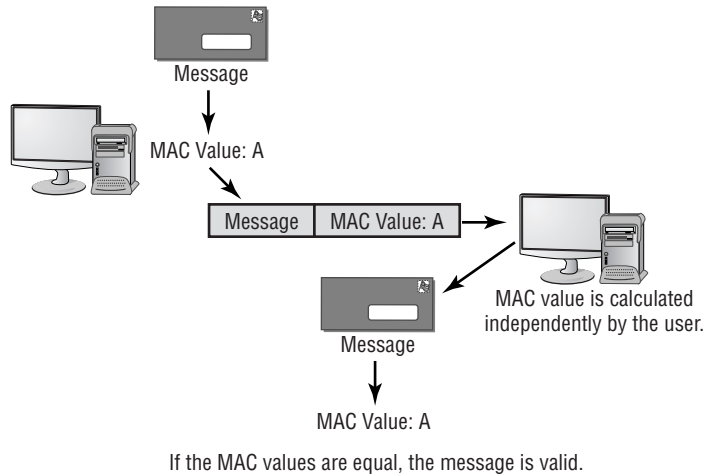 Message
MAC Value: A
Message MAC Value: A
MAC value is calculated
independently by the user.
Message
MAC Value: A
If the MAC values are equal, the message is valid.